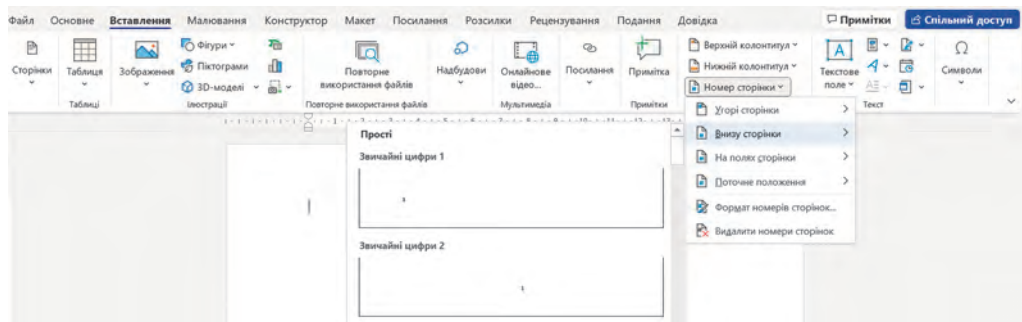 Файл Основне Вставлення Малювання Конструктор Макет Посилання Розсилки Рецензування Подання Довідка Примітки Спільний доступ
Сторінки
Таблиця
Зображення
Фігури
Піктограми
3D-моделі
Повторне
використання файлів
Надбудови
Онлайнове
відео...
Посилання
Примітка
Верхній колонтитул
Нижній колонтитул
Номер сторінки
Текстове
поле
Символи
Таблиці Ілюстрації Повторне використання файлів Мультимедіа Примітки Текст
Прості
Звичайні цифри 1
1
Звичайні цифри 2
1
Угорі сторінки
Внизу сторінки
На полях сторінки
Поточне положення
Формат номерів сторінок...
Видалити номери сторінок